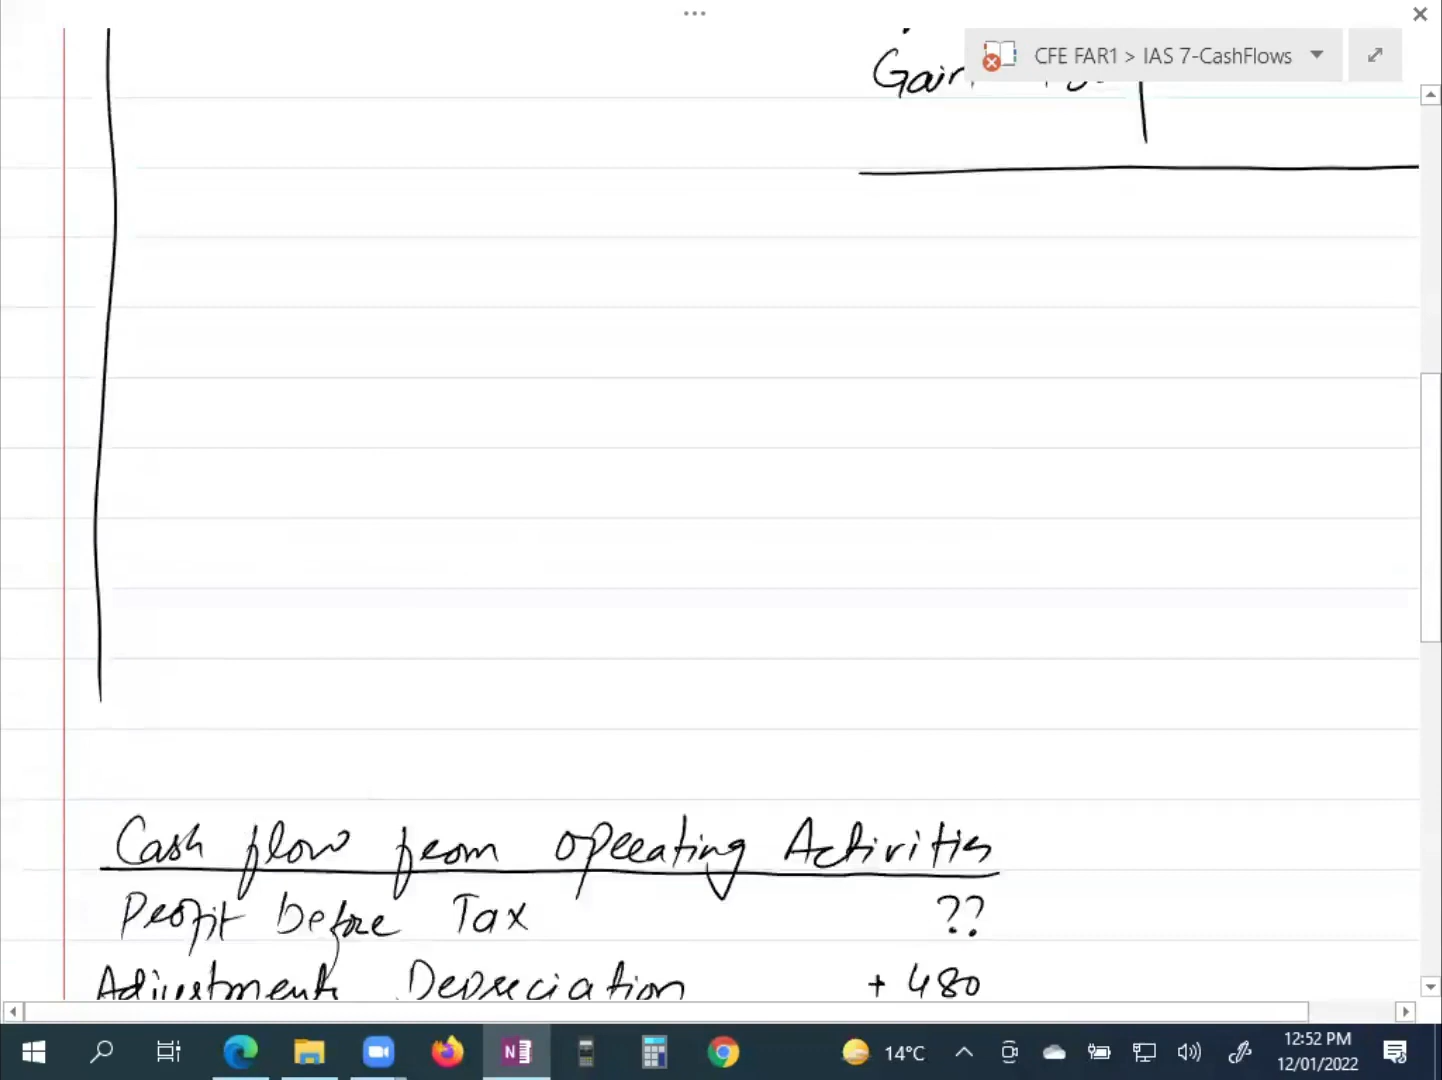 CFE FAR1 > IAS 7-CashFlows
Cash flow from operating Activities
Profit before Tax ??
Adjustments Depreciation + 480
14°C
12:52 PM
12/01/2022